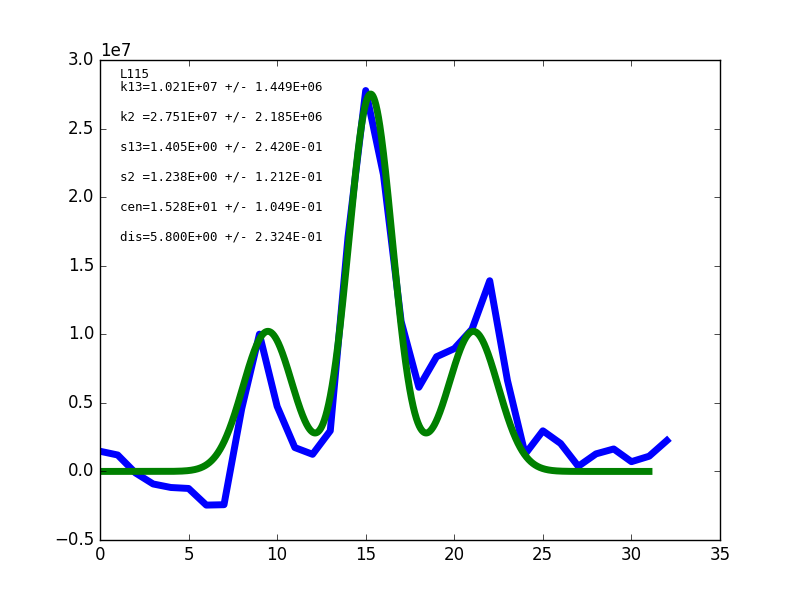 1e7
3.0
2.5
2.0
1.5
1.0
0.5
0.0
−0.5
0 5 10 15 20 25 30 35
L115
k13=1.021E+07 +/- 1.449E+06
k2 =2.751E+07 +/- 2.185E+06
s13=1.405E+00 +/- 2.420E-01
s2 =1.238E+00 +/- 1.212E-01
cen=1.528E+01 +/- 1.049E-01
dis=5.800E+00 +/- 2.324E-01